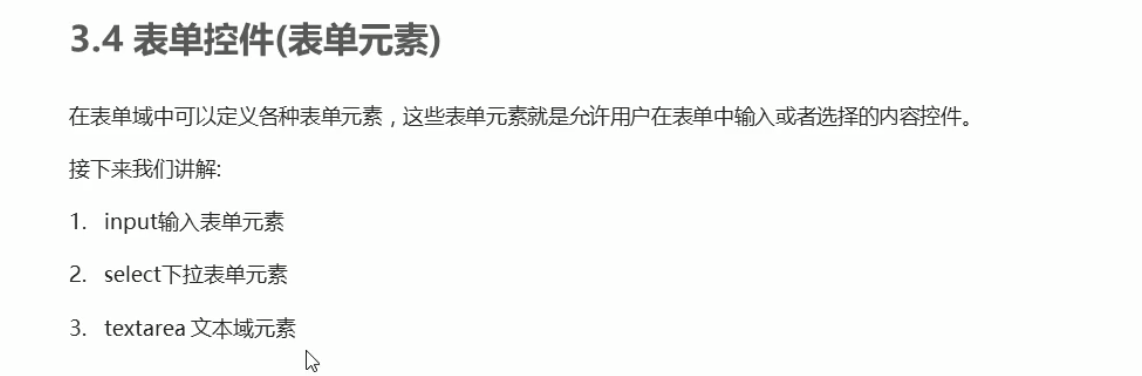 3.4 表单控件(表单元素)
在表单域中可以定义各种表单元素，这些表单元素就是允许用户在表单中输入或者选择的内容控件。
接下来我们讲解:
1. input输入表单元素
2. select下拉表单元素
3. textarea 文本域元素